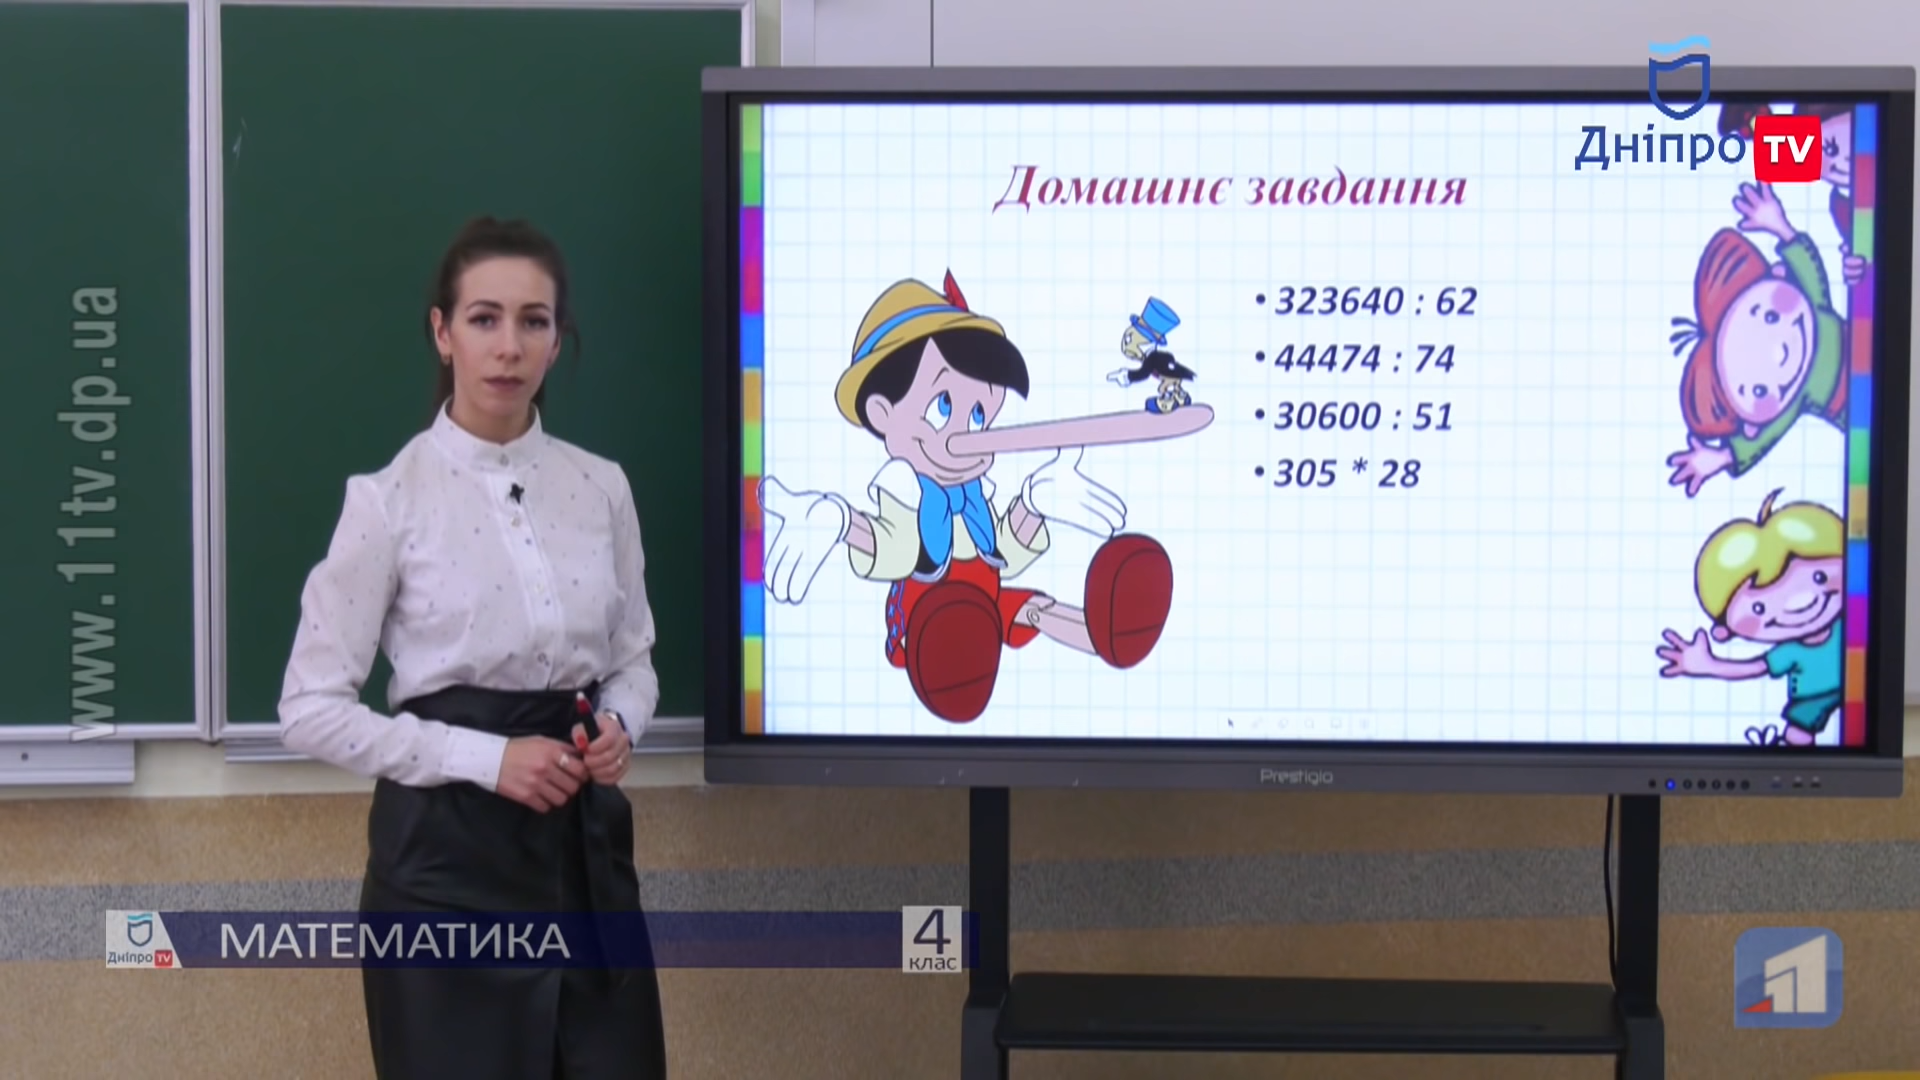 Дніпро TV
Домашнє завдання
• 323640 : 62
• 44474 : 74
• 30600 : 51
• 305 * 28
Prestigio
www.11tv.dp.ua
Дніпро TV
МАТЕМАТИКА
4
клас
11